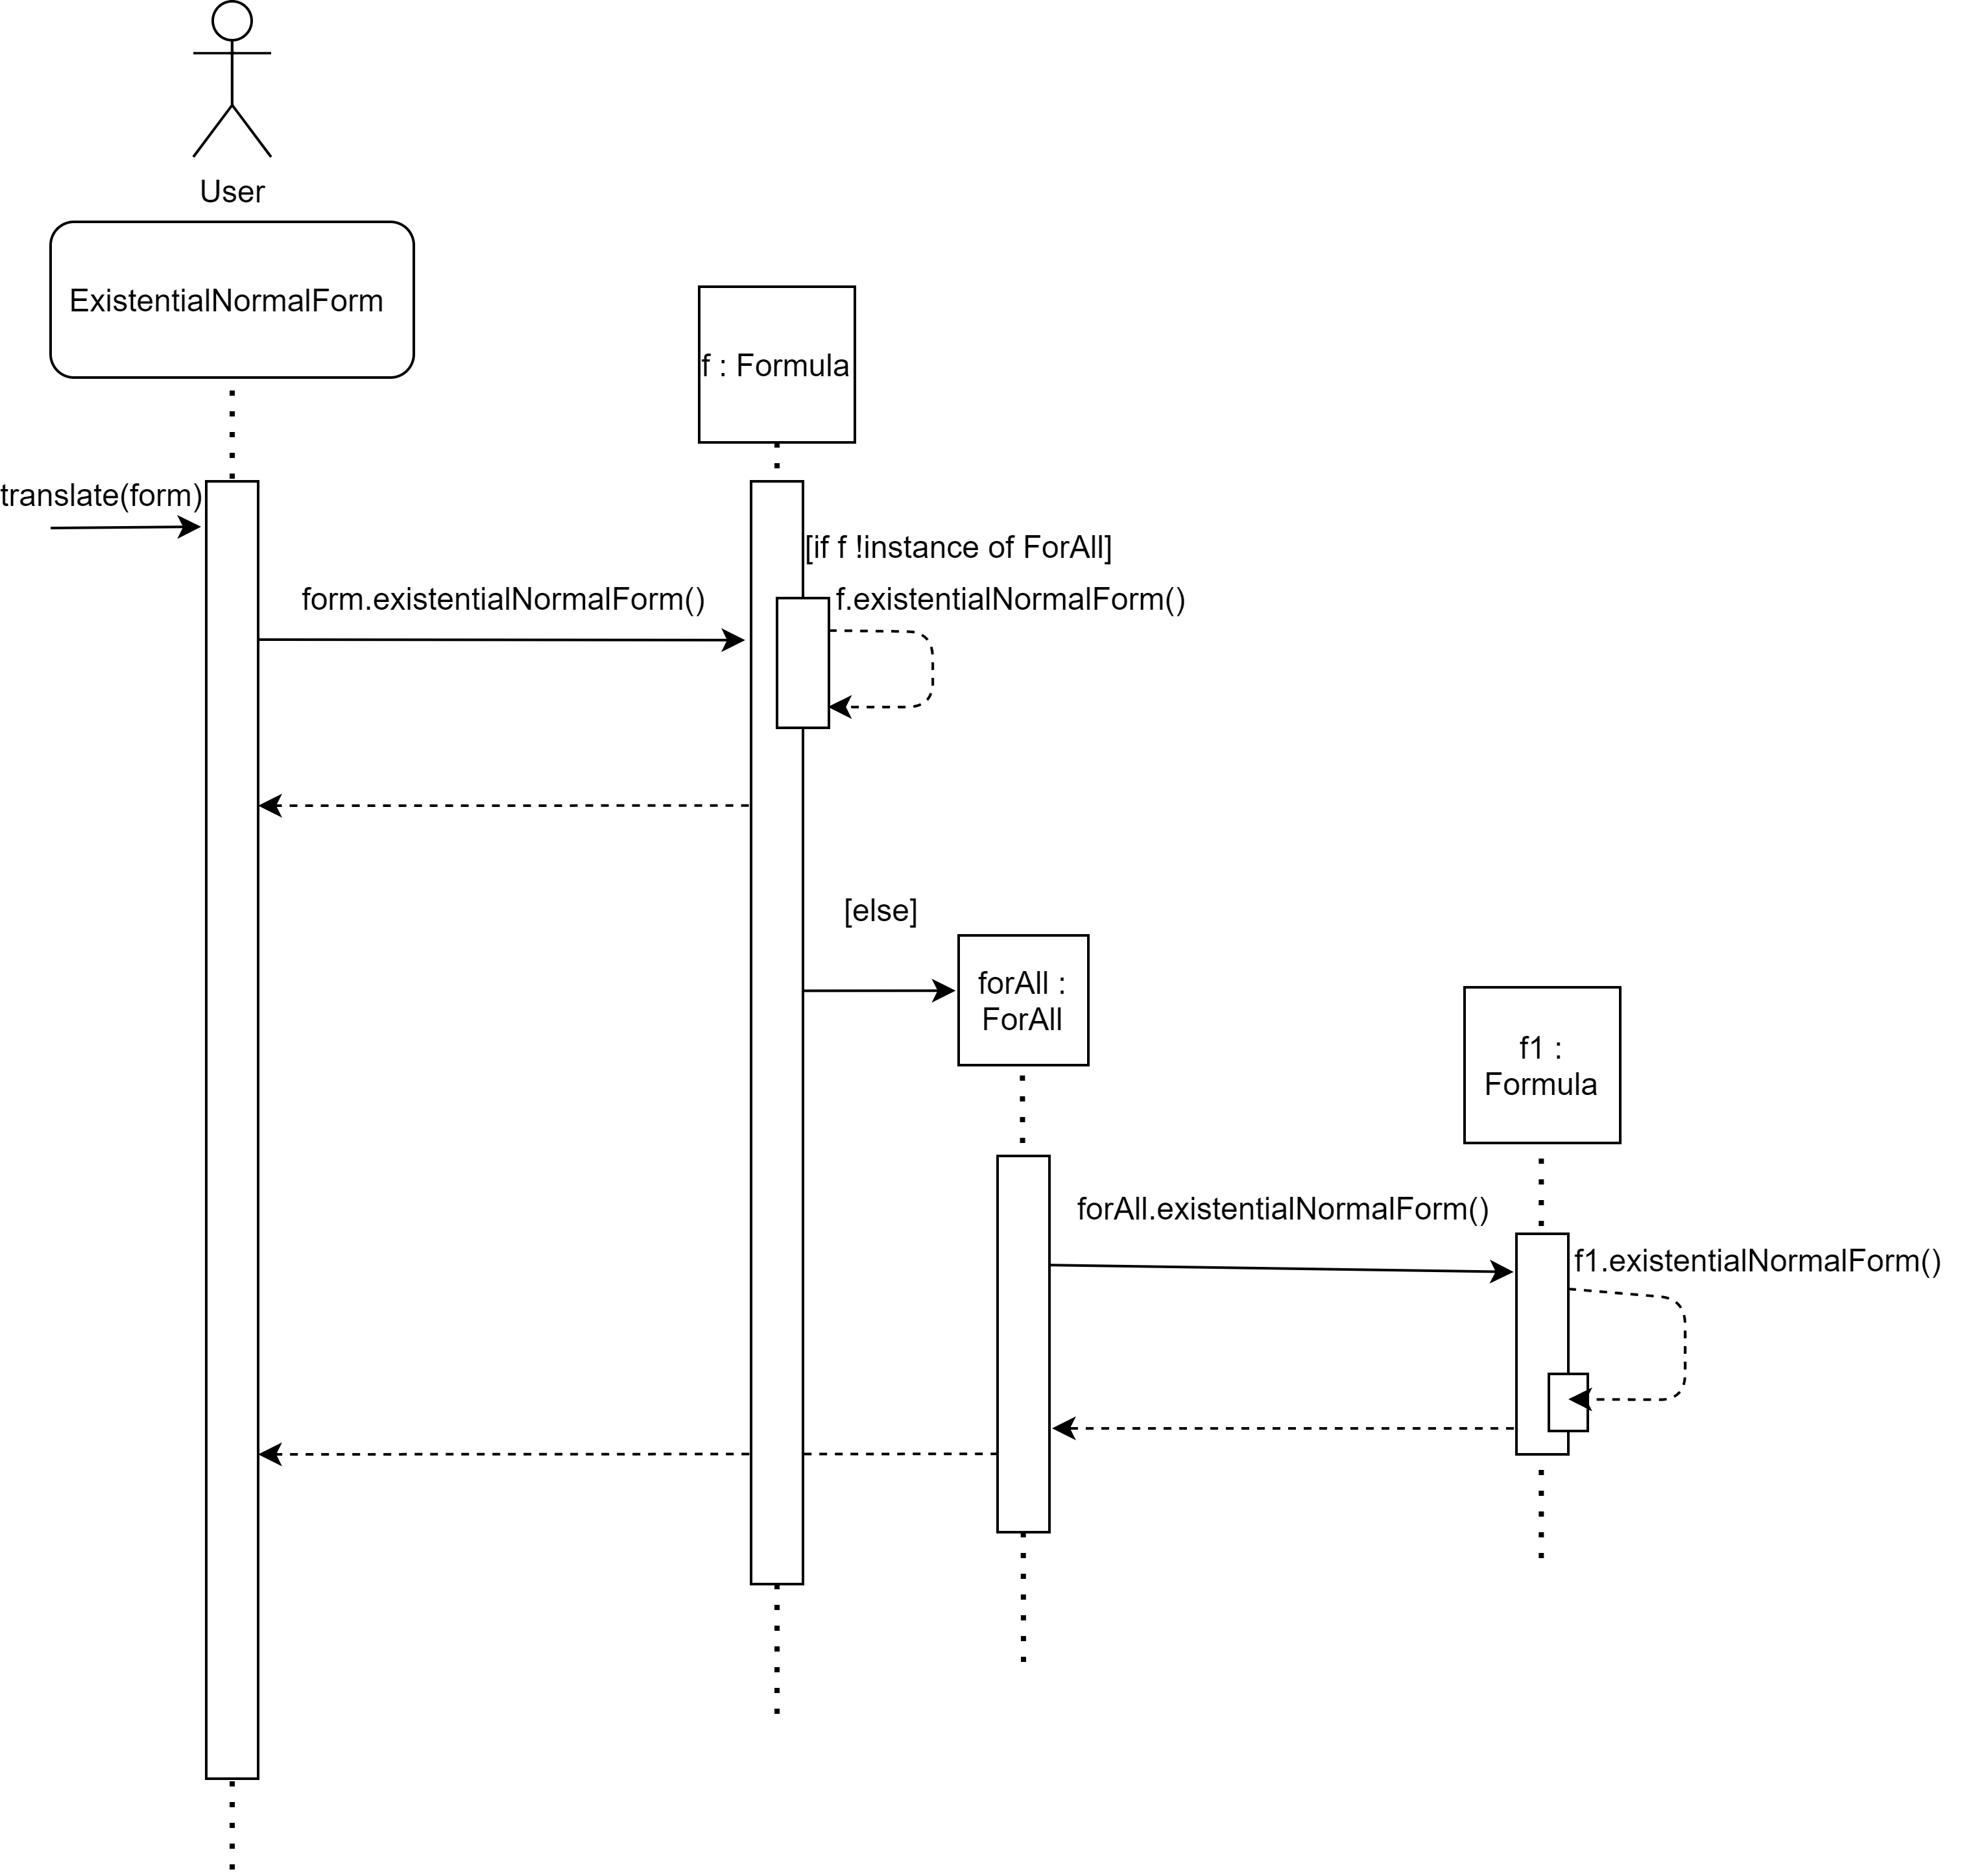 User
ExistentialNormalForm
f : Formula
translate(form)
[if f !instance of ForAll]
form.existentialNormalForm()
f.existentialNormalForm()
[else]
forAll :
ForAll
f1 :
Formula
forAll.existentialNormalForm()
f1.existentialNormalForm()